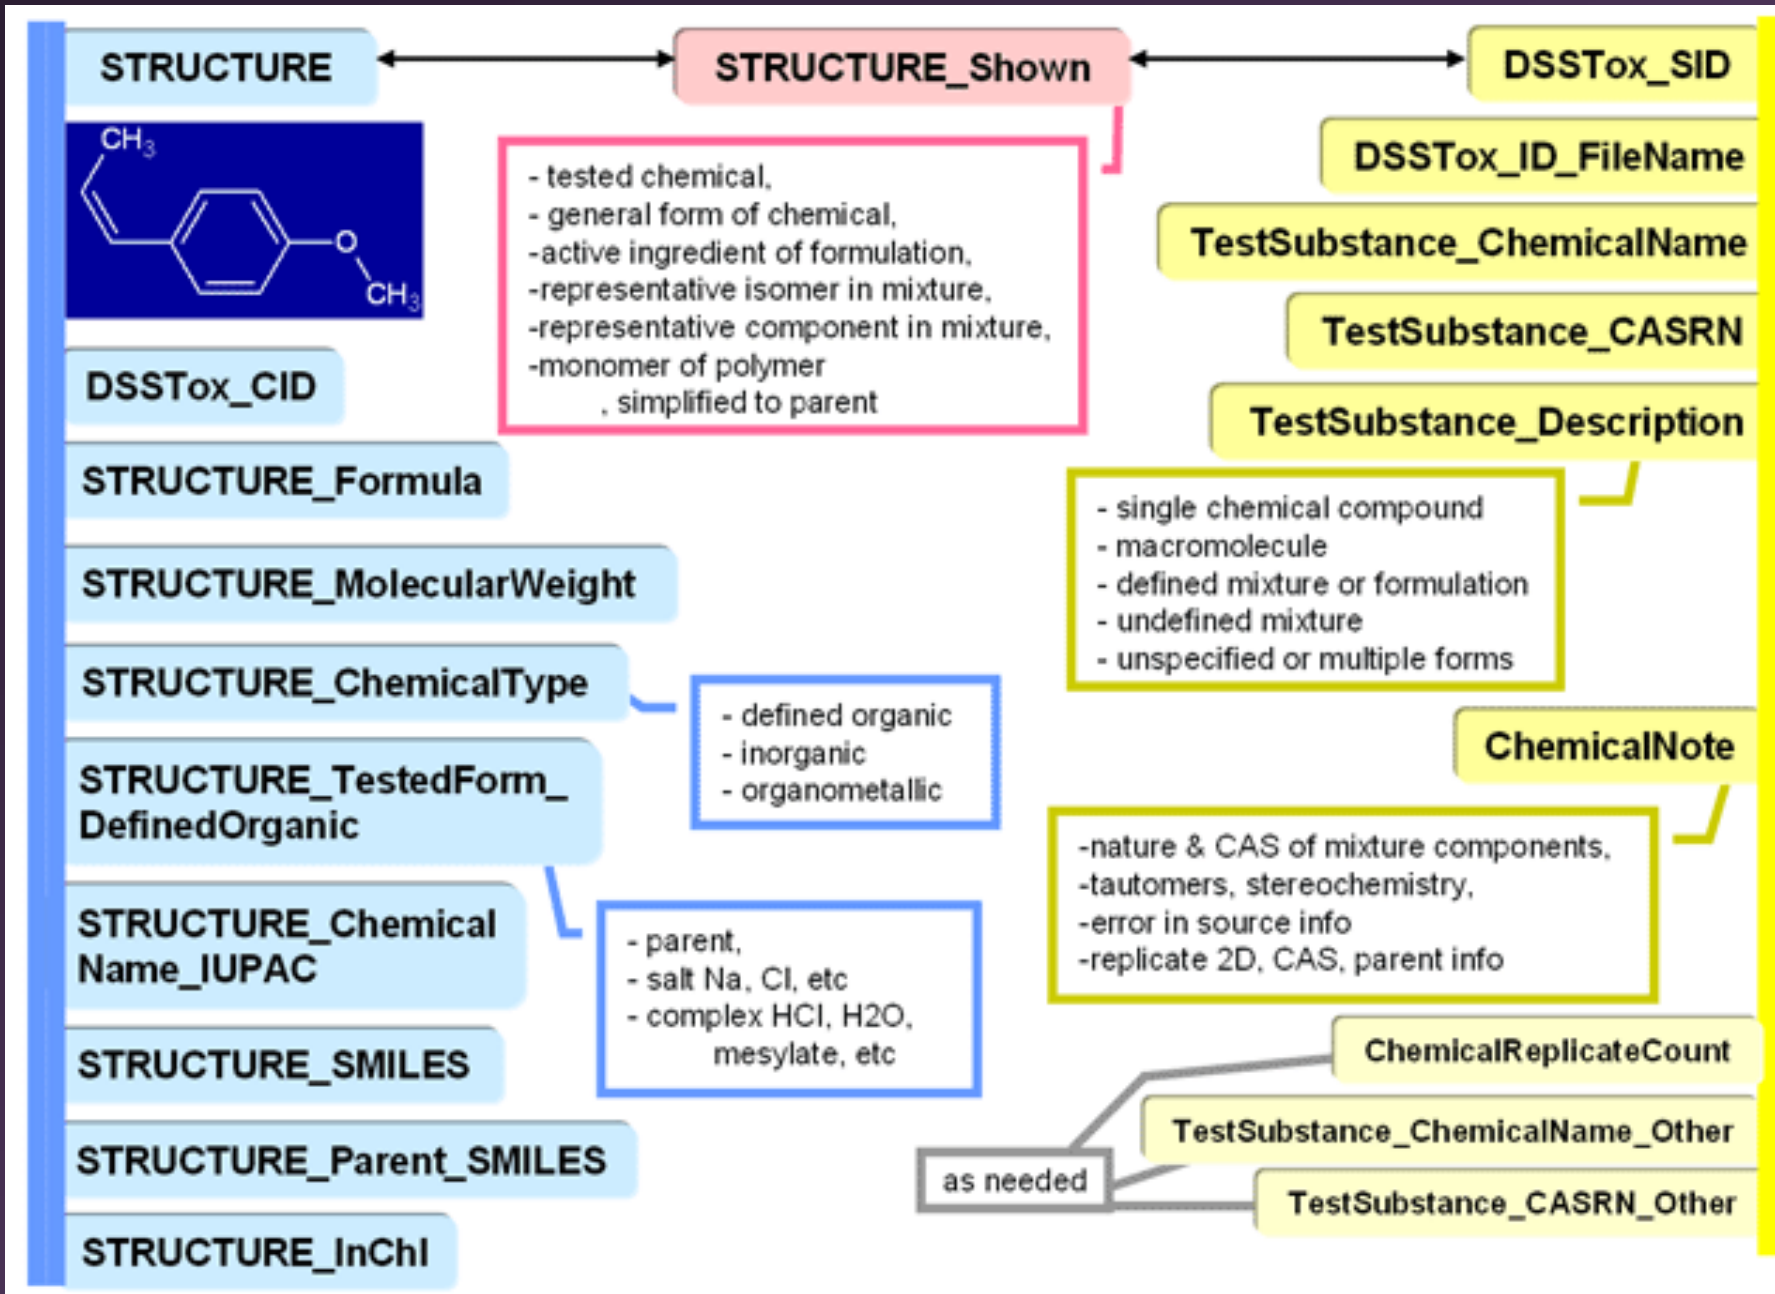 STRUCTURE
STRUCTURE_Shown
DSSTox_SID
CH3
O
CH3
DSSTox_CID
STRUCTURE_Formula
STRUCTURE_MolecularWeight
STRUCTURE_ChemicalType
- defined organic
- inorganic
- organometallic
STRUCTURE_TestedForm_
DefinedOrganic
- parent,
- salt Na, Cl, etc
- complex HCl, H2O,
mesylate, etc
STRUCTURE_Chemical
Name_IUPAC
STRUCTURE_SMILES
STRUCTURE_Parent_SMILES
STRUCTURE_InChI
- tested chemical,
- general form of chemical,
-active ingredient of formulation,
-representative isomer in mixture,
-representative component in mixture,
-monomer of polymer
, simplified to parent
DSSTox_ID_FileName
TestSubstance_ChemicalName
TestSubstance_CASRN
TestSubstance_Description
- single chemical compound
- macromolecule
- defined mixture or formulation
- undefined mixture
- unspecified or multiple forms
ChemicalNote
-nature & CAS of mixture components,
-tautomers, stereochemistry,
-error in source info
-replicate 2D, CAS, parent info
ChemicalReplicateCount
TestSubstance_ChemicalName_Other
as needed
TestSubstance_CASRN_Other